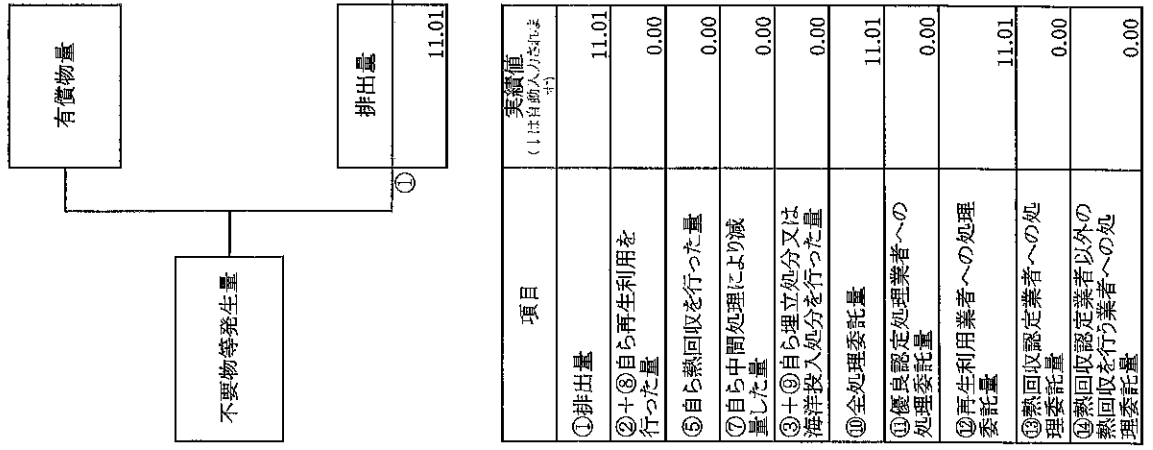 不要物等発生量
有償物量
排出量
11.01
①
項目
実績値
(↓は自動入力されま
す)
①排出量
11.01
②+⑧自ら再生利用を
行った量
0.00
⑤自ら熱回収を行った量
0.00
⑦自ら中間処理により減
量した量
0.00
③+⑨自ら埋立処分又は
海洋投入処分を行った量
0.00
⑩全処理委託量
11.01
⑪優良認定処理業者への
処理委託量
0.00
⑫再生利用業者への処理
委託量
11.01
⑬熱回収認定業者への処
理委託量
0.00
⑭熱回収認定業者以外の
熱回収を行う業者への処
理委託量
0.00